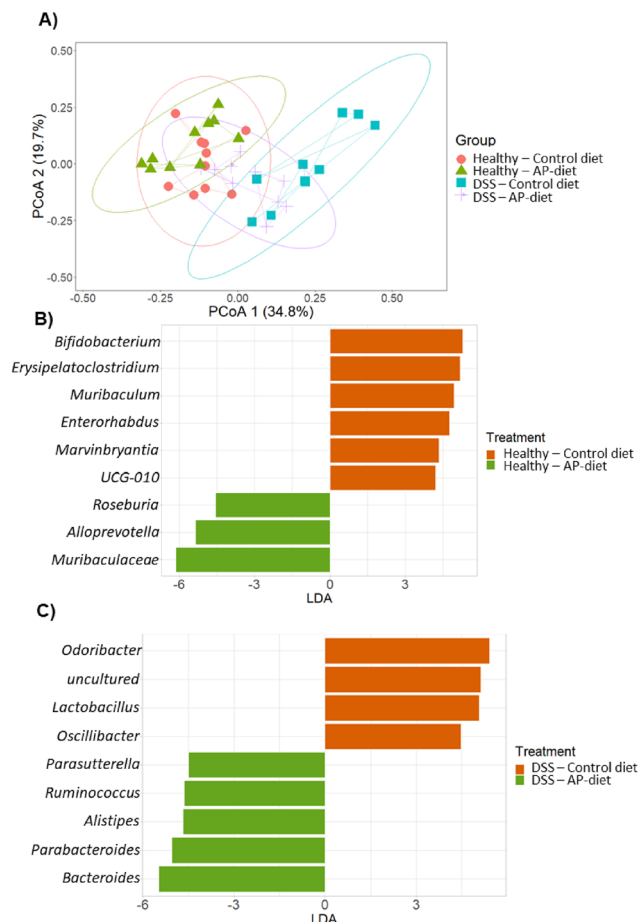 A)
0.50
0.25
0.00
-0.25
-0.50
PCoA 2 (19.7%)
-0.50
-0.25
0.00
0.25
0.50
PCoA 1 (34.8%)
Group
Healthy – Control diet
Healthy – AP-diet
DSS – Control diet
DSS – AP-diet
B)
Bifidobacterium
Erysipelatoclostridium
Muribaculum
Enterorhabdus
Marvinbryantia
UCG-010
Roseburia
Alloprevotella
Muribaculaceae
-6
-3
0
3
LDA
Treatment
Healthy – Control diet
Healthy – AP-diet
C)
Odoribacter
uncultured
Lactobacillus
Oscillibacter
Parasutterella
Ruminococcus
Alistipes
Parabacteroides
Bacteroides
-6
-3
0
3
LDA
Treatment
DSS – Control diet
DSS – AP-diet